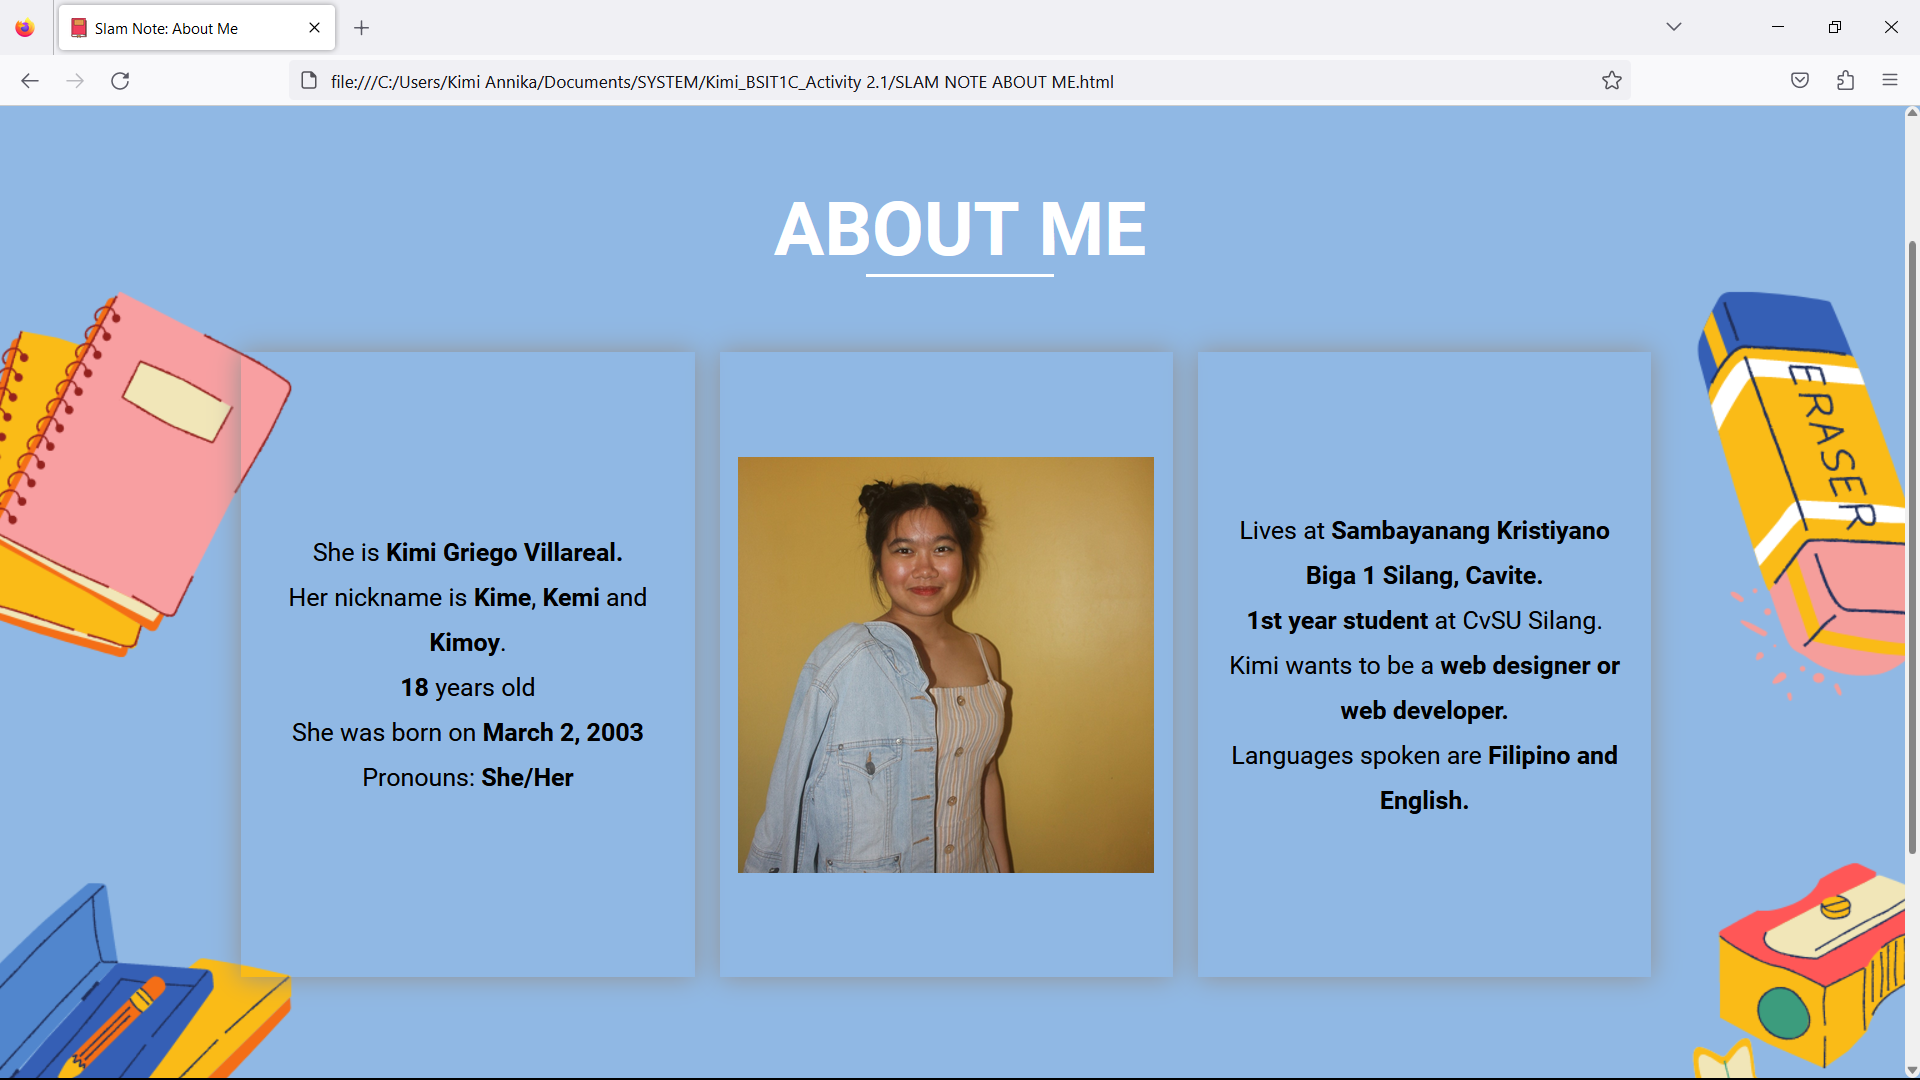 Slam Note: About Me
file:///C:/Users/Kimi Annika/Documents/SYSTEM/Kimi_BSIT1C_Activity 2.1/SLAM NOTE ABOUT ME.html
ABOUT ME
She is Kimi Griego Villareal.
Her nickname is Kime, Kemi and
Kimoy.
18 years old
She was born on March 2, 2003
Pronouns: She/Her
Lives at Sambayanang Kristiyano
Biga 1 Silang, Cavite.
1st year student at CvSU Silang.
Kimi wants to be a web designer or
web developer.
Languages spoken are Filipino and
English.
ERASER